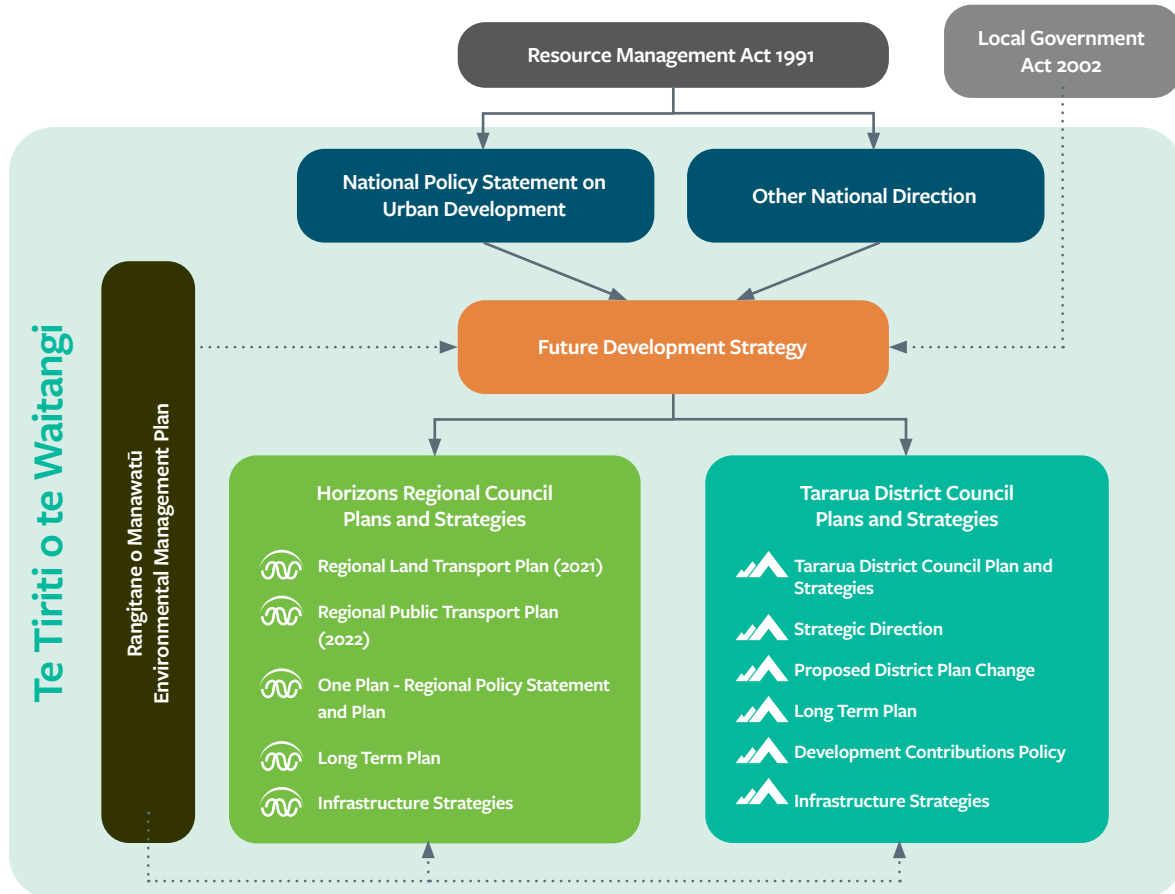 Resource Management Act 1991
Local Government
Act 2002
National Policy Statement on
Urban Development
Other National Direction
Te Tiriti o te Waitangi
Rangitane o Manawatū
Environmental Management Plan
Future Development Strategy
Horizons Regional Council
Plans and Strategies
Regional Land Transport Plan (2021)
Regional Public Transport Plan
(2022)
One Plan - Regional Policy Statement
and Plan
Long Term Plan
Infrastructure Strategies
Tararua District Council
Plans and Strategies
Tararua District Council Plan and
Strategies
Strategic Direction
Proposed District Plan Change
Long Term Plan
Development Contributions Policy
Infrastructure Strategies